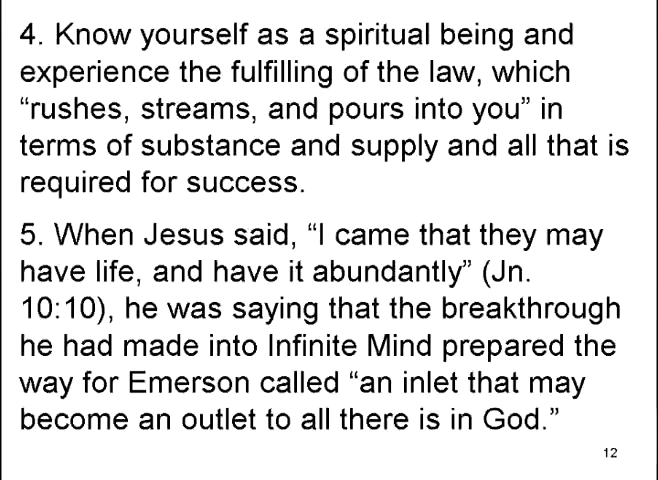 4. Know yourself as a spiritual being and
experience the fulfilling of the law, which
“rushes, streams, and pours into you” in
terms of substance and supply and all that is
required for success.
5. When Jesus said, “I came that they may
have life, and have it abundantly” (Jn.
10:10), he was saying that the breakthrough
he had made into Infinite Mind prepared the
way for Emerson called “an inlet that may
become an outlet to all there is in God.”
12